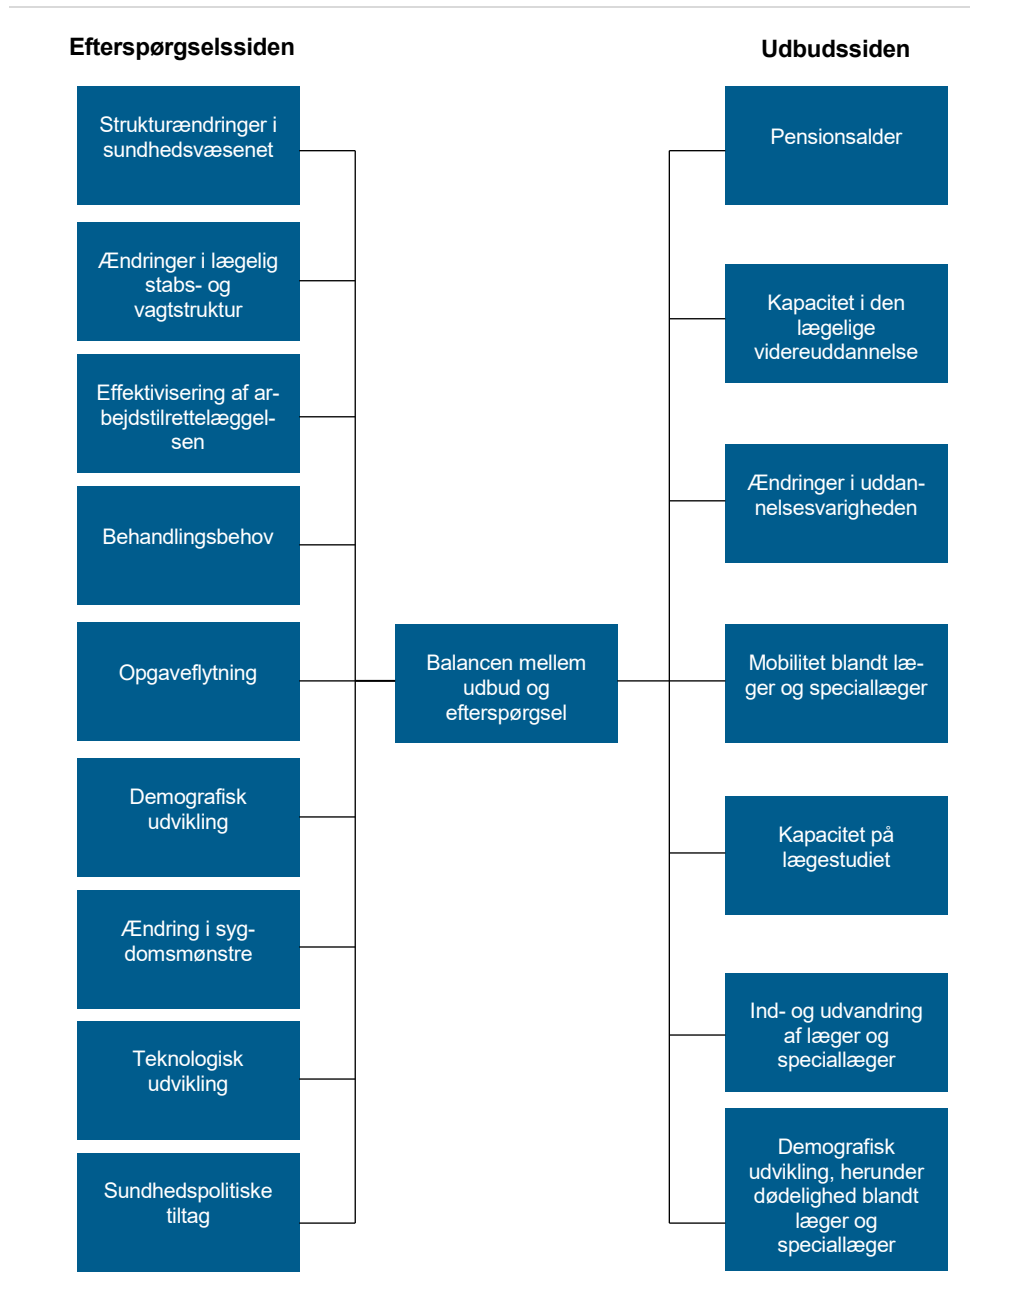 Efterspørgselssiden
Strukturændringer i
sundhedsvæsenet
Ændringer i lægelig
stabs- og
vagtstruktur
Effektivisering af ar-
bejdstilrettelæggel-
sen
Behandlingsbehov
Opgaveflytning
Demografisk
udvikling
Ændring i syg-
domsmønstre
Teknologisk
udvikling
Sundhedspolitiske
tiltag
Balancen mellem
udbud og
efterspørgsel
Udbudssiden
Pensionsalder
Kapacitet i den
lægelige
videreuddannelse
Ændringer i uddan-
nelsesvarigheden
Mobilitet blandt læ-
ger og speciallæger
Kapacitet på
lægestudiet
Ind- og udvandring
af læger og
speciallæger
Demografisk
udvikling, herunder
dødelighed blandt
læger og
speciallæger